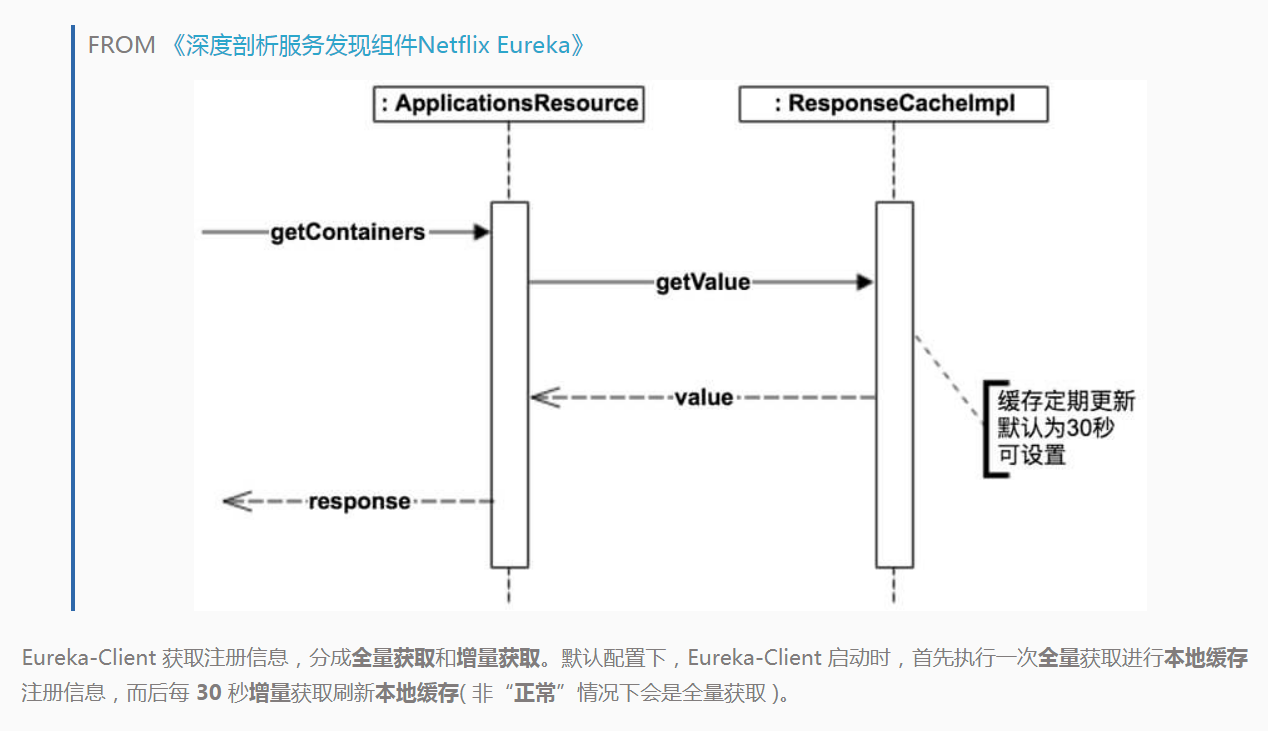 FROM 《深度剖析服务发现组件Netflix Eureka》
: ApplicationsResource
: ResponseCacheImpl
getContainers
getValue
value
缓存定期更新
默认为30秒
可设置
response
Eureka-Client 获取注册信息，分成全量获取和增量获取。默认配置下，Eureka-Client 启动时，首先执行一次全量获取进行本地缓存
注册信息，而后每 30 秒增量获取刷新本地缓存( 非“正常”情况下会是全量获取 )。